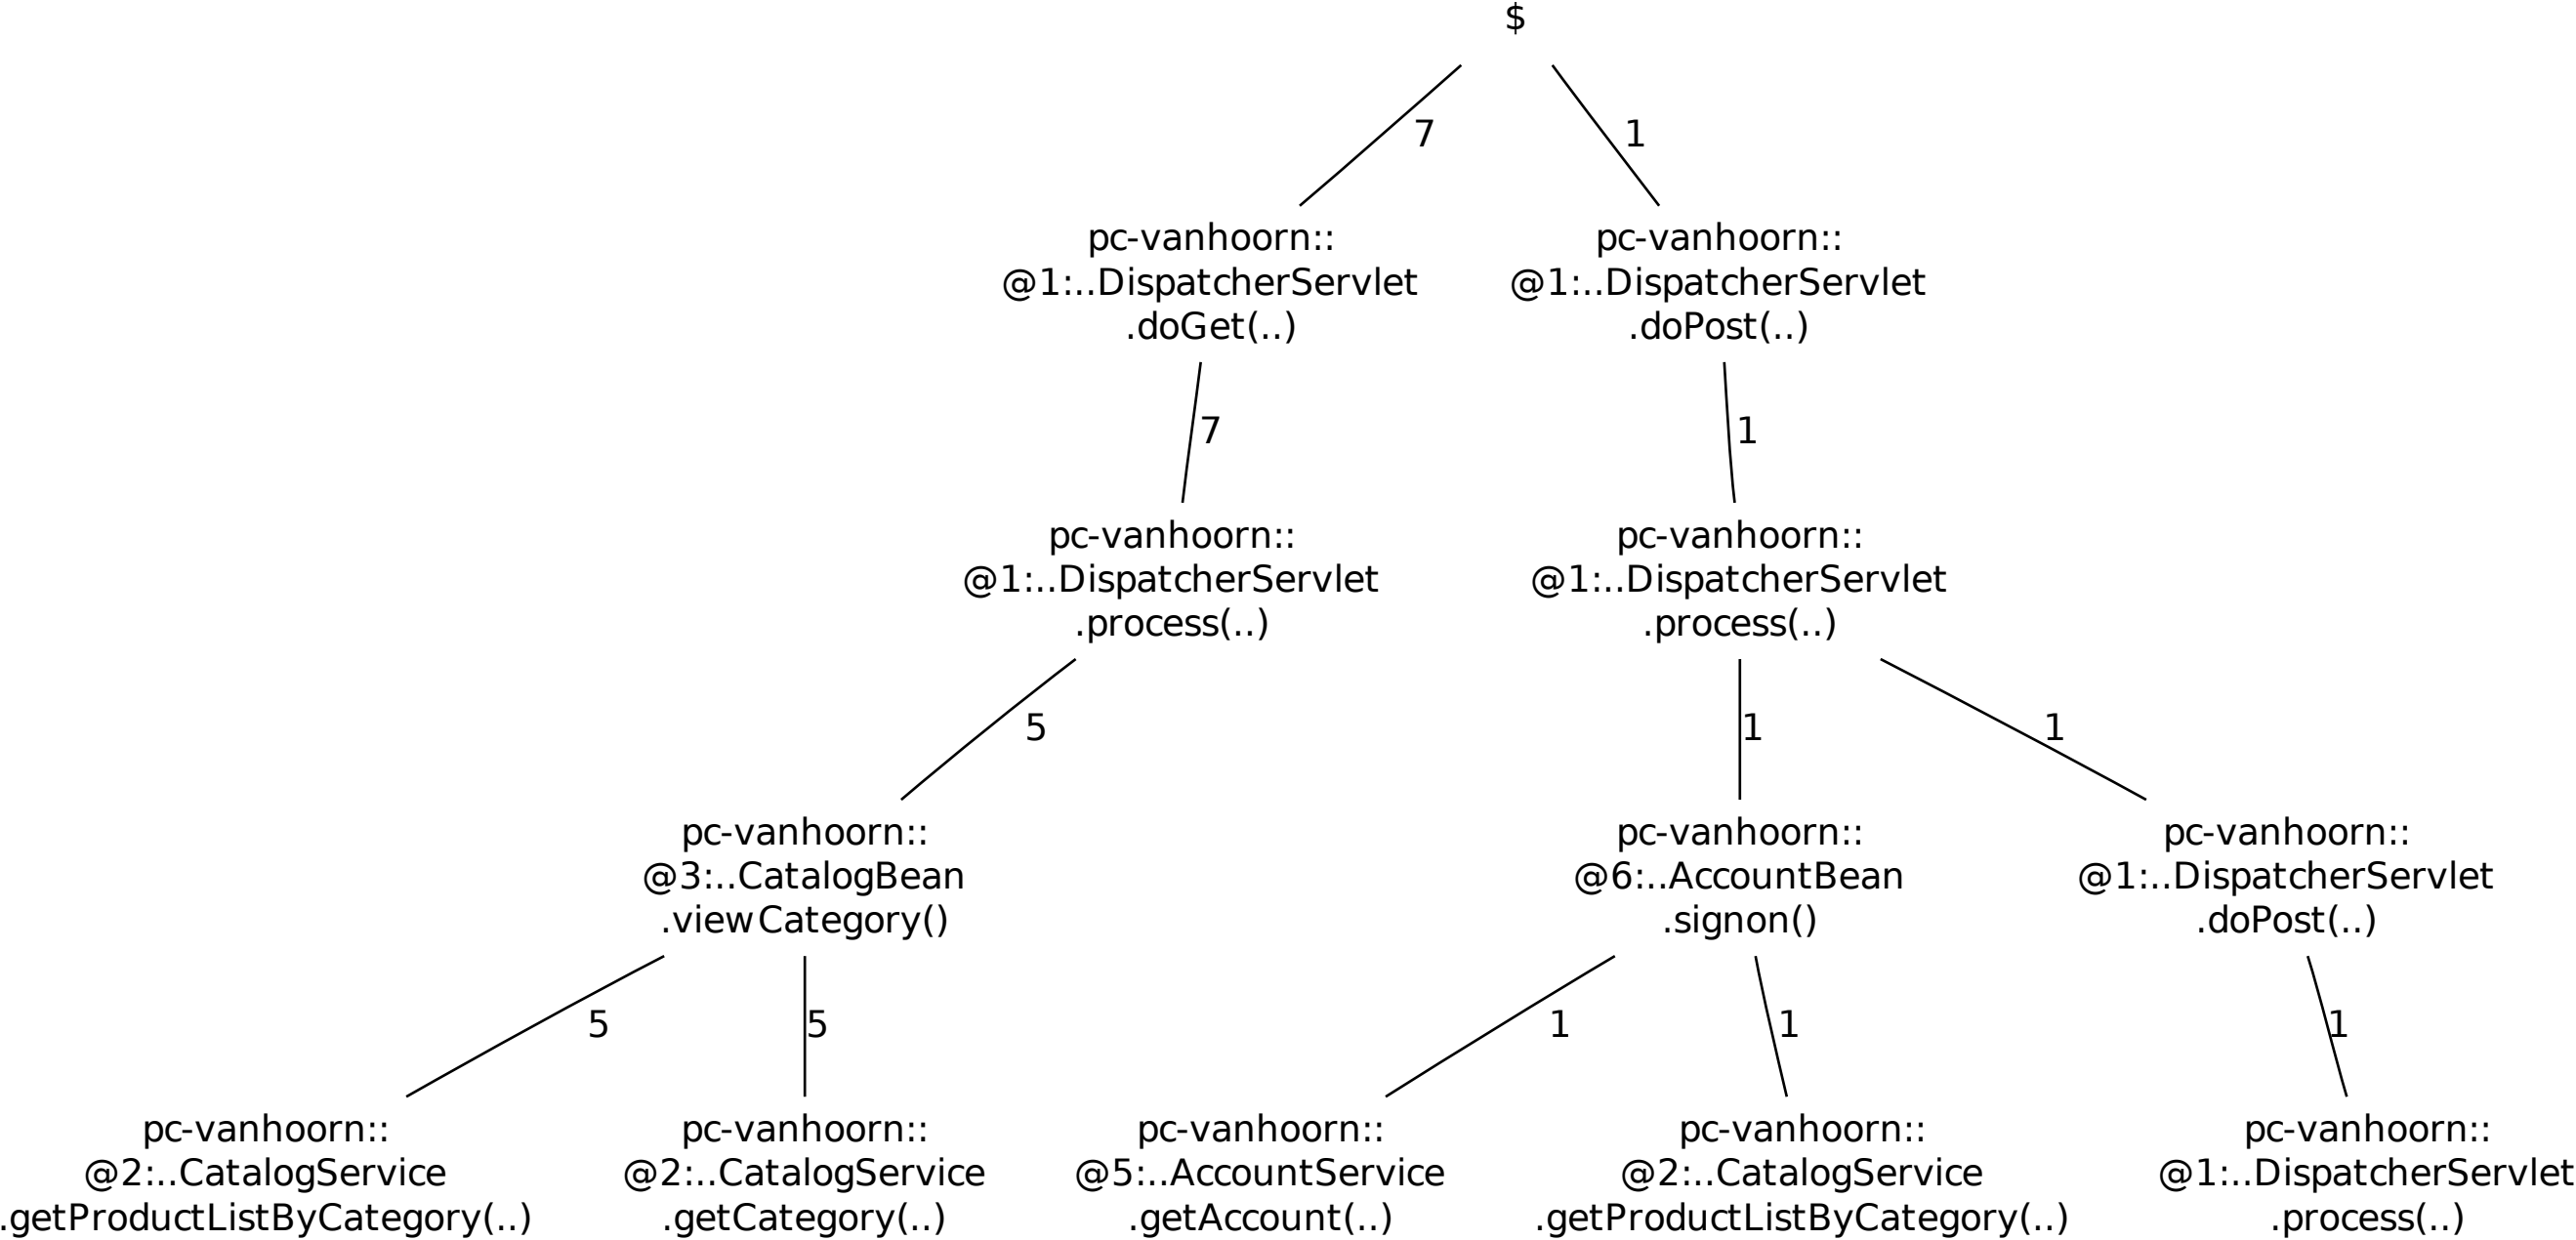 $
7
1
pc-vanhoorn::
@1:..DispatcherServlet
.doGet(..)
pc-vanhoorn::
@1:..DispatcherServlet
.doPost(..)
7
1
pc-vanhoorn::
@1:..DispatcherServlet
.process(..)
pc-vanhoorn::
@1:..DispatcherServlet
.process(..)
5
1
1
pc-vanhoorn::
@3:..CatalogBean
.viewCategory()
pc-vanhoorn::
@6:..AccountBean
.signon()
pc-vanhoorn::
@1:..DispatcherServlet
.doPost(..)
5
5
1
1
1
pc-vanhoorn::
@2:..CatalogService
.getProductListByCategory(..)
pc-vanhoorn::
@2:..CatalogService
.getCategory(..)
pc-vanhoorn::
@5:..AccountService
.getAccount(..)
pc-vanhoorn::
@2:..CatalogService
.getProductListByCategory(..)
pc-vanhoorn::
@1:..DispatcherServlet
.process(..)